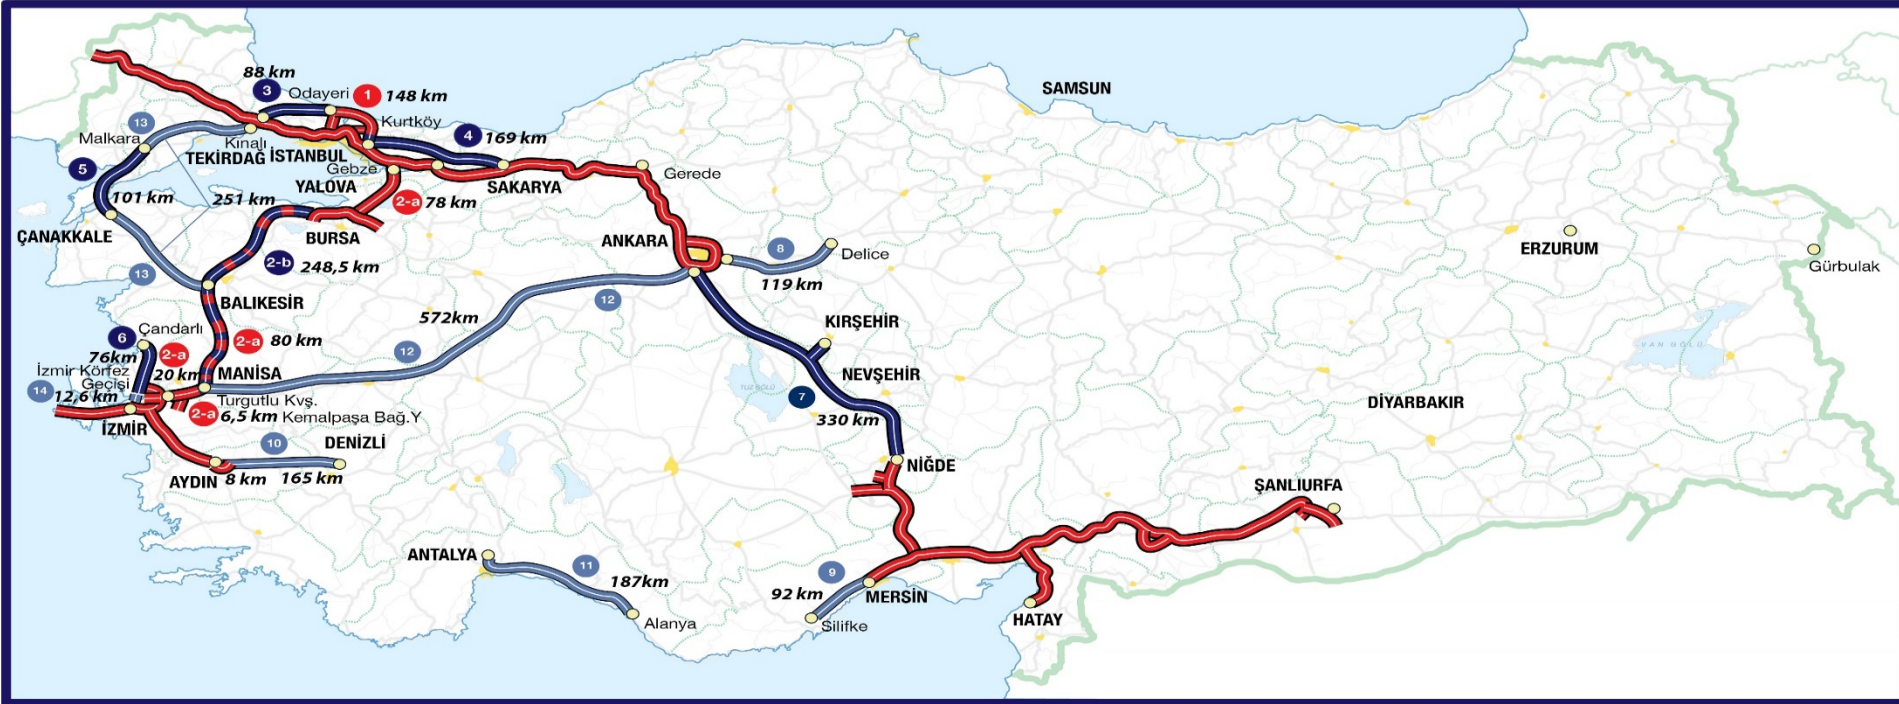 88 km
3
Odayeri
1
148 km
SAMSUN
13
Kurtköy
Malkara
Kınalı
4
169 km
TEKİRDAĞ
İSTANBUL
Gebze
5
YALOVA
SAKARYA
Gerede
101 km
251 km
2-a
78 km
ÇANAKKALE
BURSA
ANKARA
8
Delice
ERZURUM
Gürbulak
13
2-b
248,5 km
119 km
BALIKESİR
12
572km
KIRŞEHİR
6
Çandarlı
2-a
80 km
12
VAN GÖLÜ
76km
2-a
İzmir Körfez
Geçişi
20 km
MANİSA
NEVŞEHİR
TUZ GÖLÜ
14
12,6 km
Turgutlu Kvş.
7
DİYARBAKIR
2-a
6,5 km
Kemalpaşa Bağ.Y
330 km
İZMİR
10
DENİZLİ
NİĞDE
AYDIN
8 km
165 km
ŞANLIURFA
ANTALYA
11
187km
9
92 km
MERSİN
Alanya
Silifke
HATAY